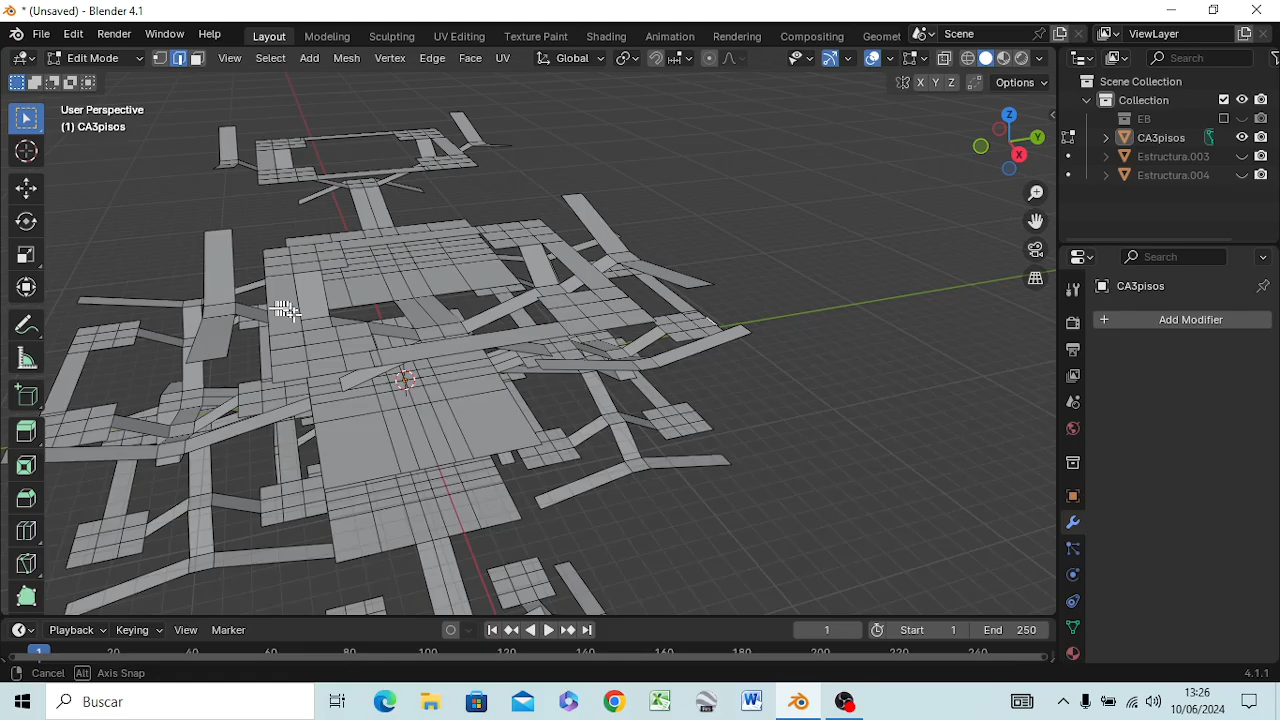 * (Unsaved) - Blender 4.1
File Edit Render Window Help
Layout Modeling Sculpting UV Editing Texture Paint Shading Animation Rendering Compositing Geomet
Scene
ViewLayer
Edit Mode
View Select Add Mesh Vertex Edge Face UV
Global
Search
X Y Z
Options
User Perspective
(1) CA3pisos
Z
Y
X
Scene Collection
Collection
EB
CA3pisos
Estructura.003
Estructura.004
Search
CA3pisos
+ Add Modifier
Playback Keying View Marker
1
Start 1
End 250
1 20 40 60 80 100 120 140 160 180 200 220 240
Cancel Alt Axis Snap
4.1.1
Buscar
13:26
10/06/2024